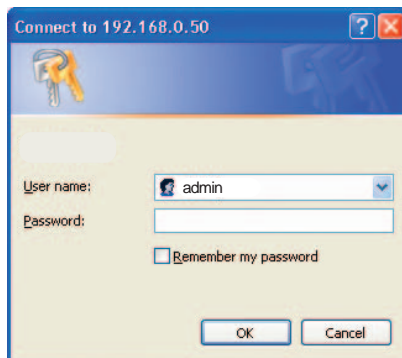 Connect to 192.168.0.50
User name:
admin
Password:
Remember my password
OK
Cancel